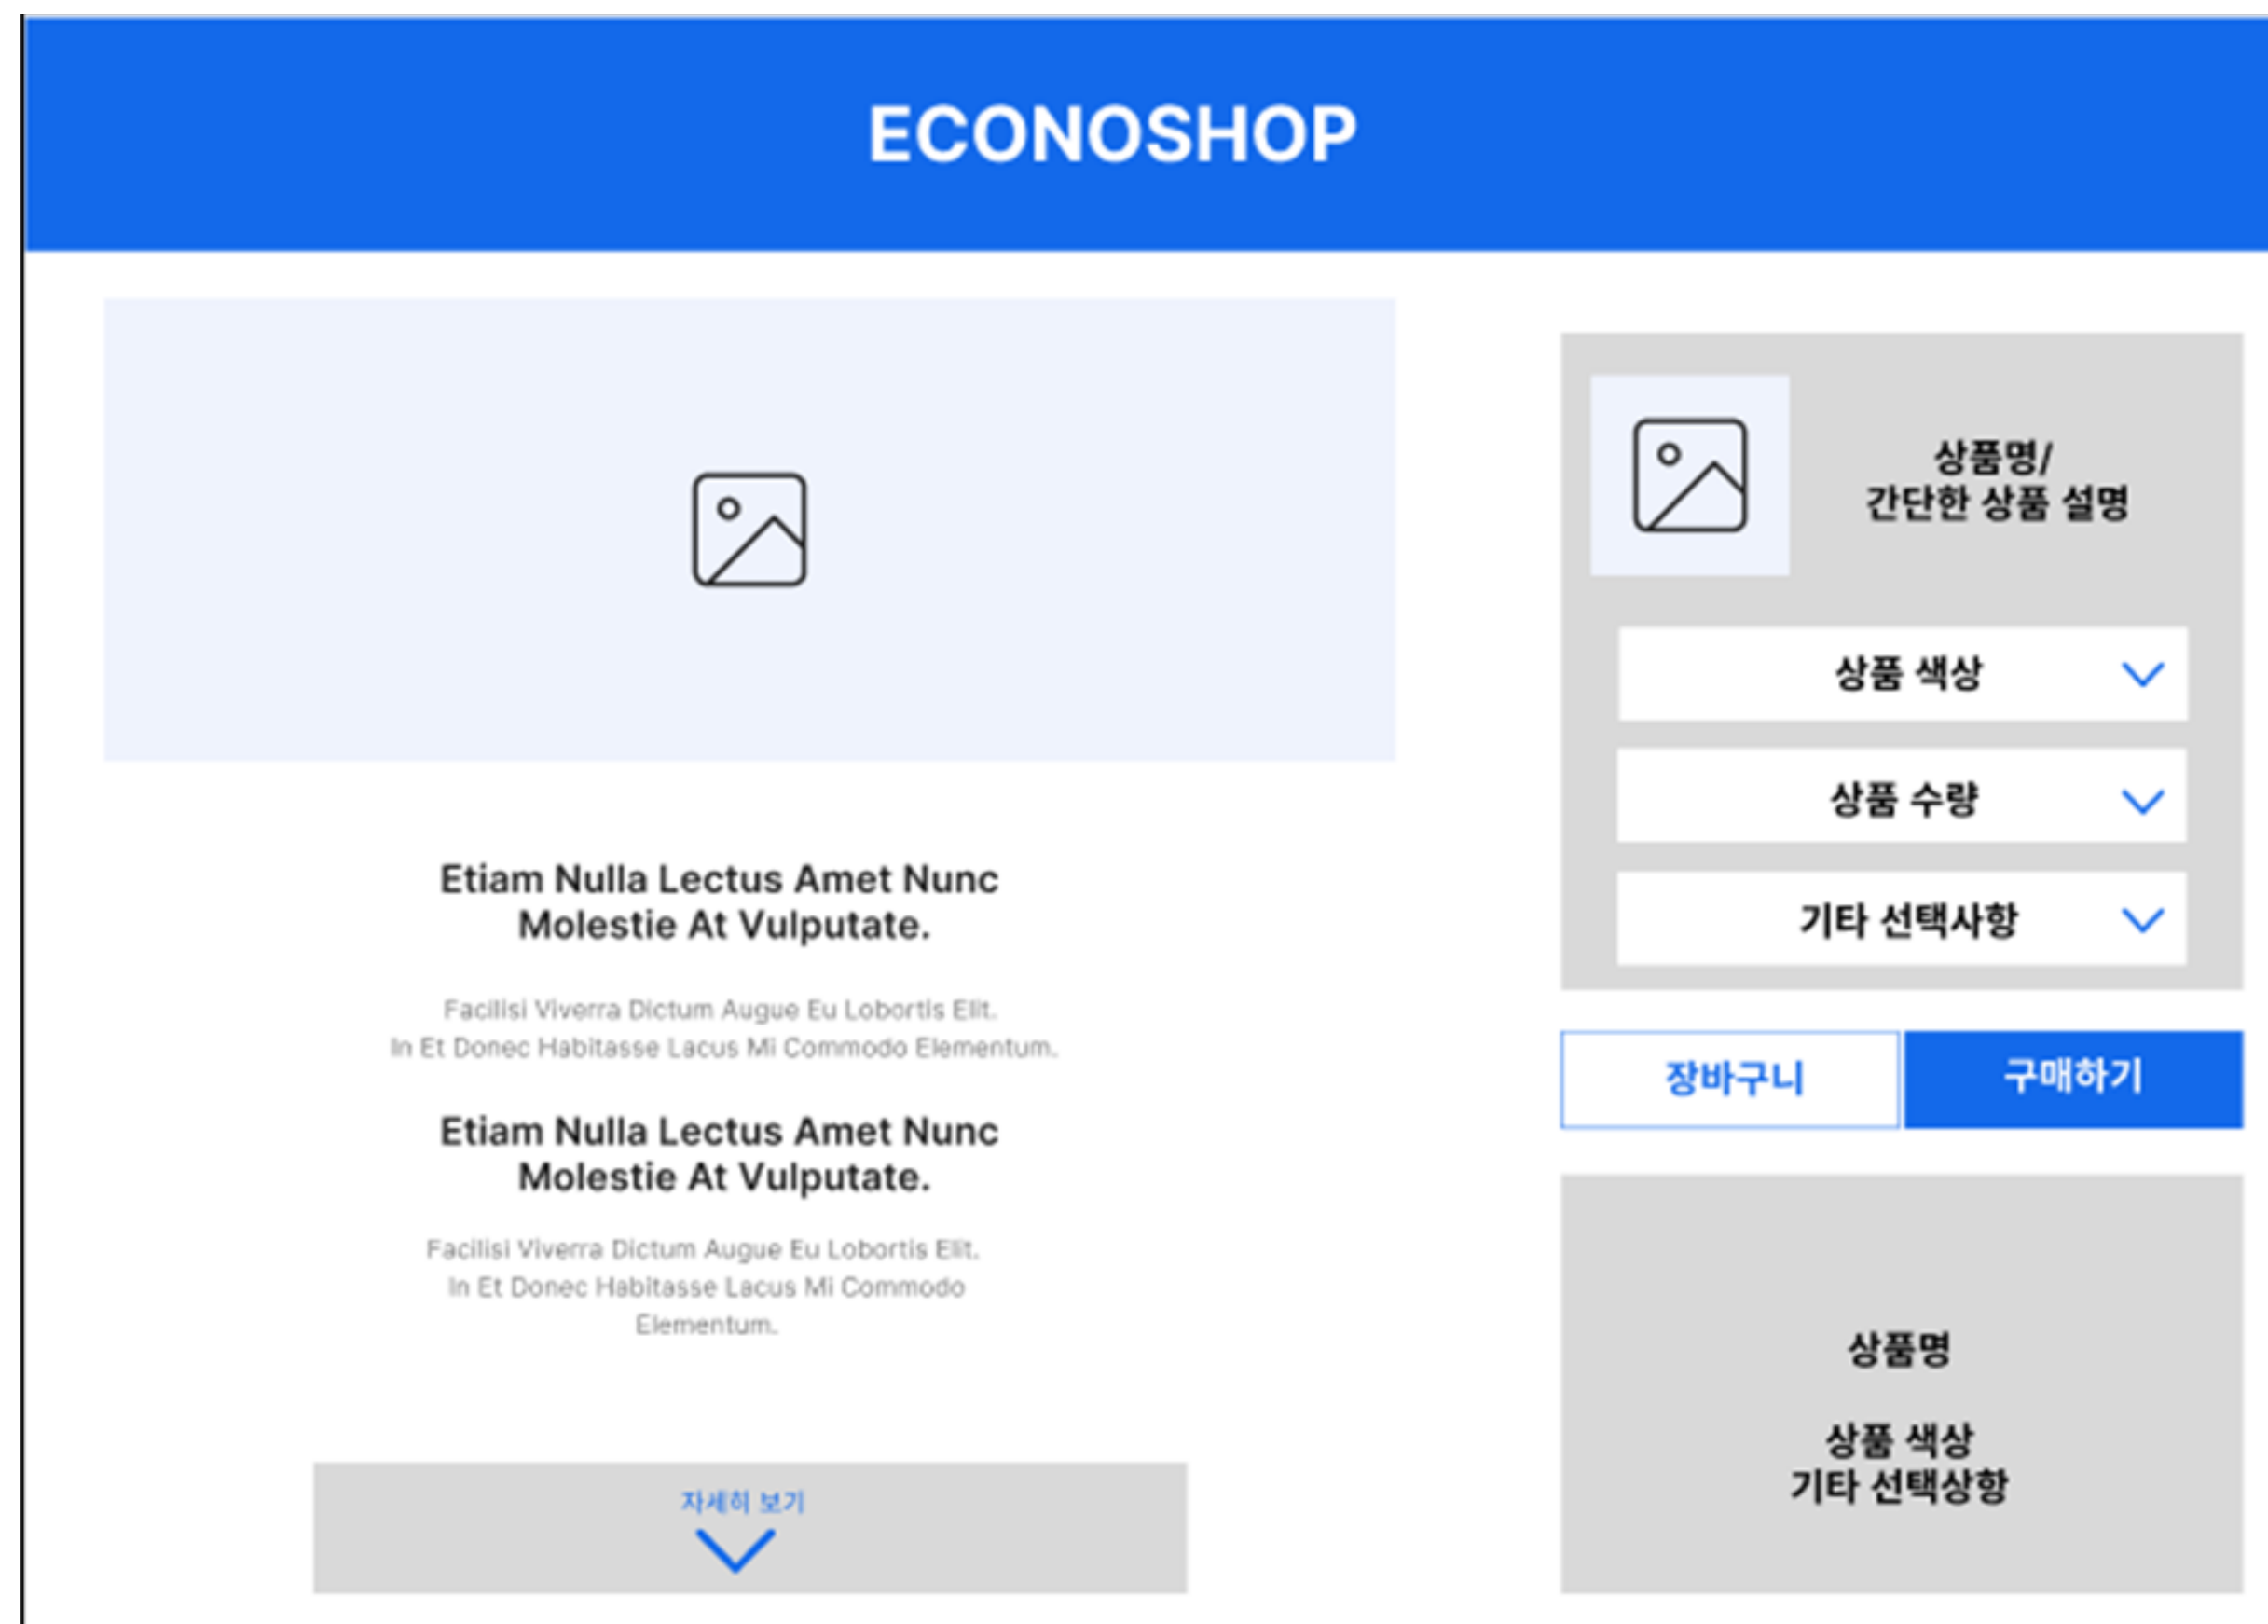 ECONOSHOP
Etiam Nulla Lectus Amet Nunc
Molestie At Vulputate.
Facilisi Viverra Dictum Augue Eu Lobortis Elit.
In Et Donec Habitasse Lacus Mi Commodo Elementum.
Etiam Nulla Lectus Amet Nunc
Molestie At Vulputate.
Facilisi Viverra Dictum Augue Eu Lobortis Elit.
In Et Donec Habitasse Lacus Mi Commodo
Elementum.
자세히 보기
상품명/
간단한 상품 설명
상품 색상
상품 수량
기타 선택사항
장바구니
구매하기
상품명
상품 색상
기타 선택상항